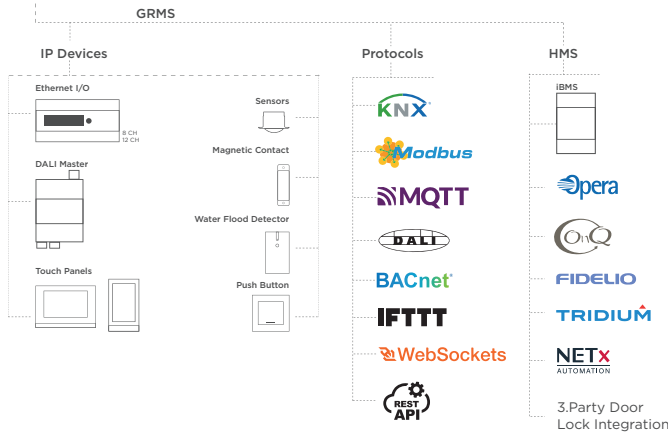 GRMS
IP Devices
Ethernet I/O
8 CH
12 CH
DALI Master
Touch Panels
Sensors
Magnetic Contact
Water Flood Detector
Push Button
Protocols
KNX
Modbus
MQTT
DALI
BACnet
IFTTT
WebSockets
REST
API
HMS
iBMS
Opera
OnQ
FIDELIO
TRIDIUM
NETx
AUTOMATION
3.Party Door
Lock Integration